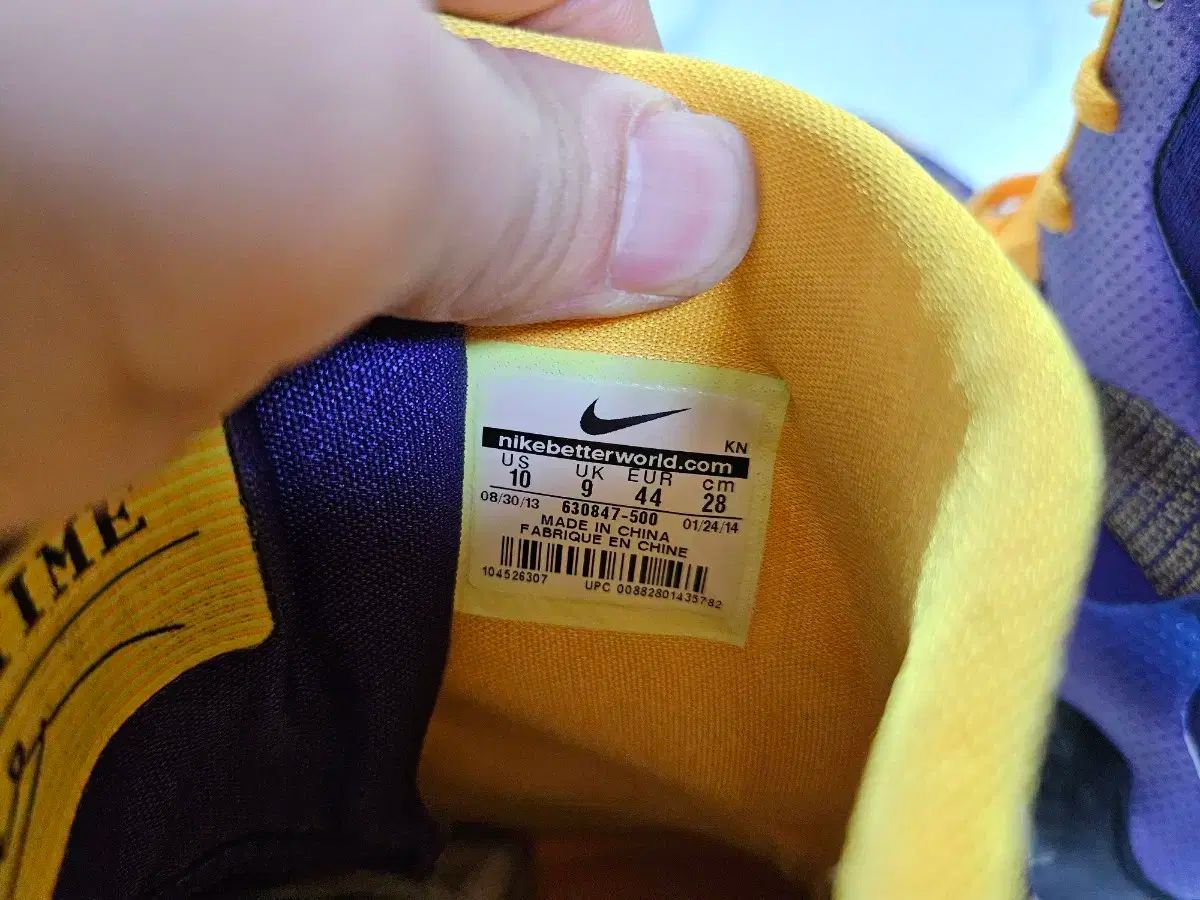 KN
nikebetterworld.com
US UK EUR cm
10 9 44 28
08/30/13 630847-500 01/24/14
MADE IN CHINA
FABRIQUE EN CHINE
104526307 UPC 00882801435782
TIME